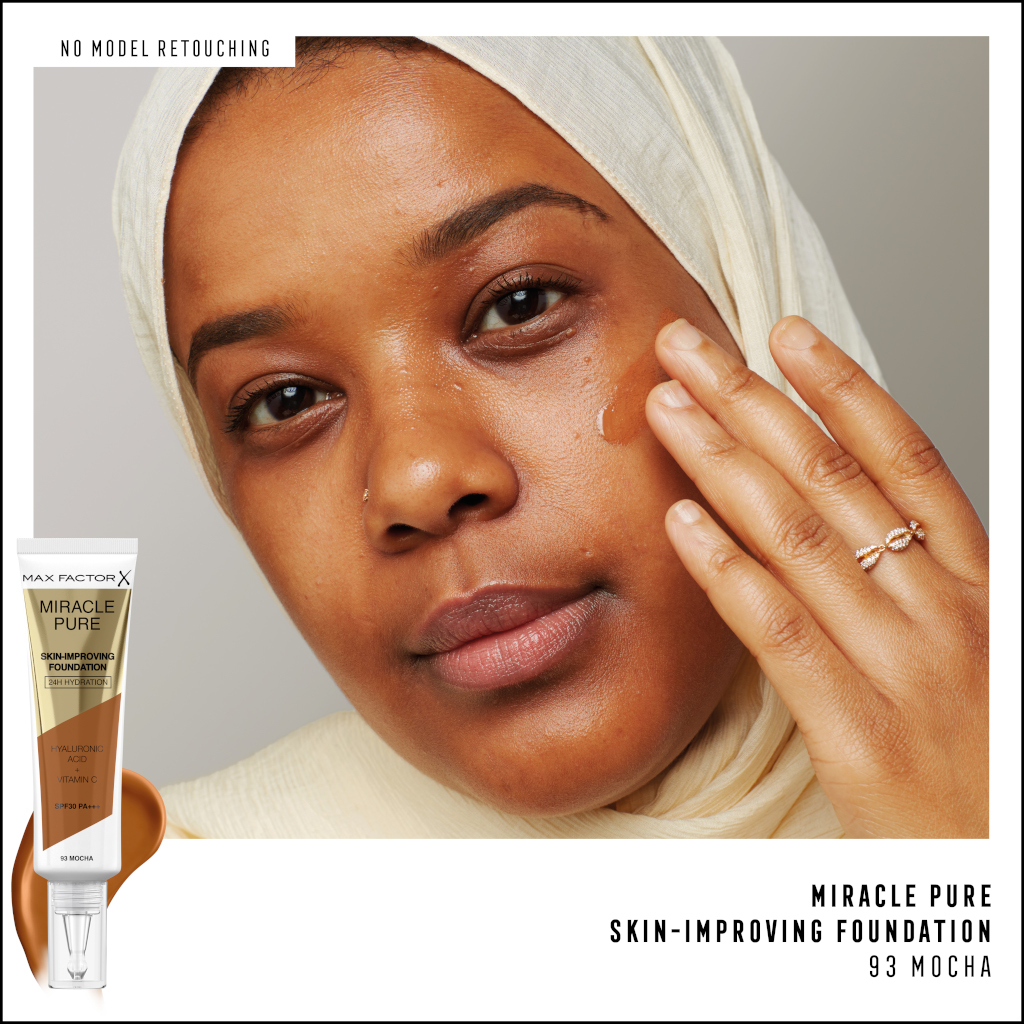 NO MODEL RETOUCHING
MAX FACTOR X
MIRACLE
PURE
SKIN-IMPROVING
FOUNDATION
24H HYDRATION
HYALURONIC
ACID
+
VITAMIN C
SPF30 PA+++
93 MOCHA
MIRACLE PURE
SKIN-IMPROVING FOUNDATION
93 MOCHA